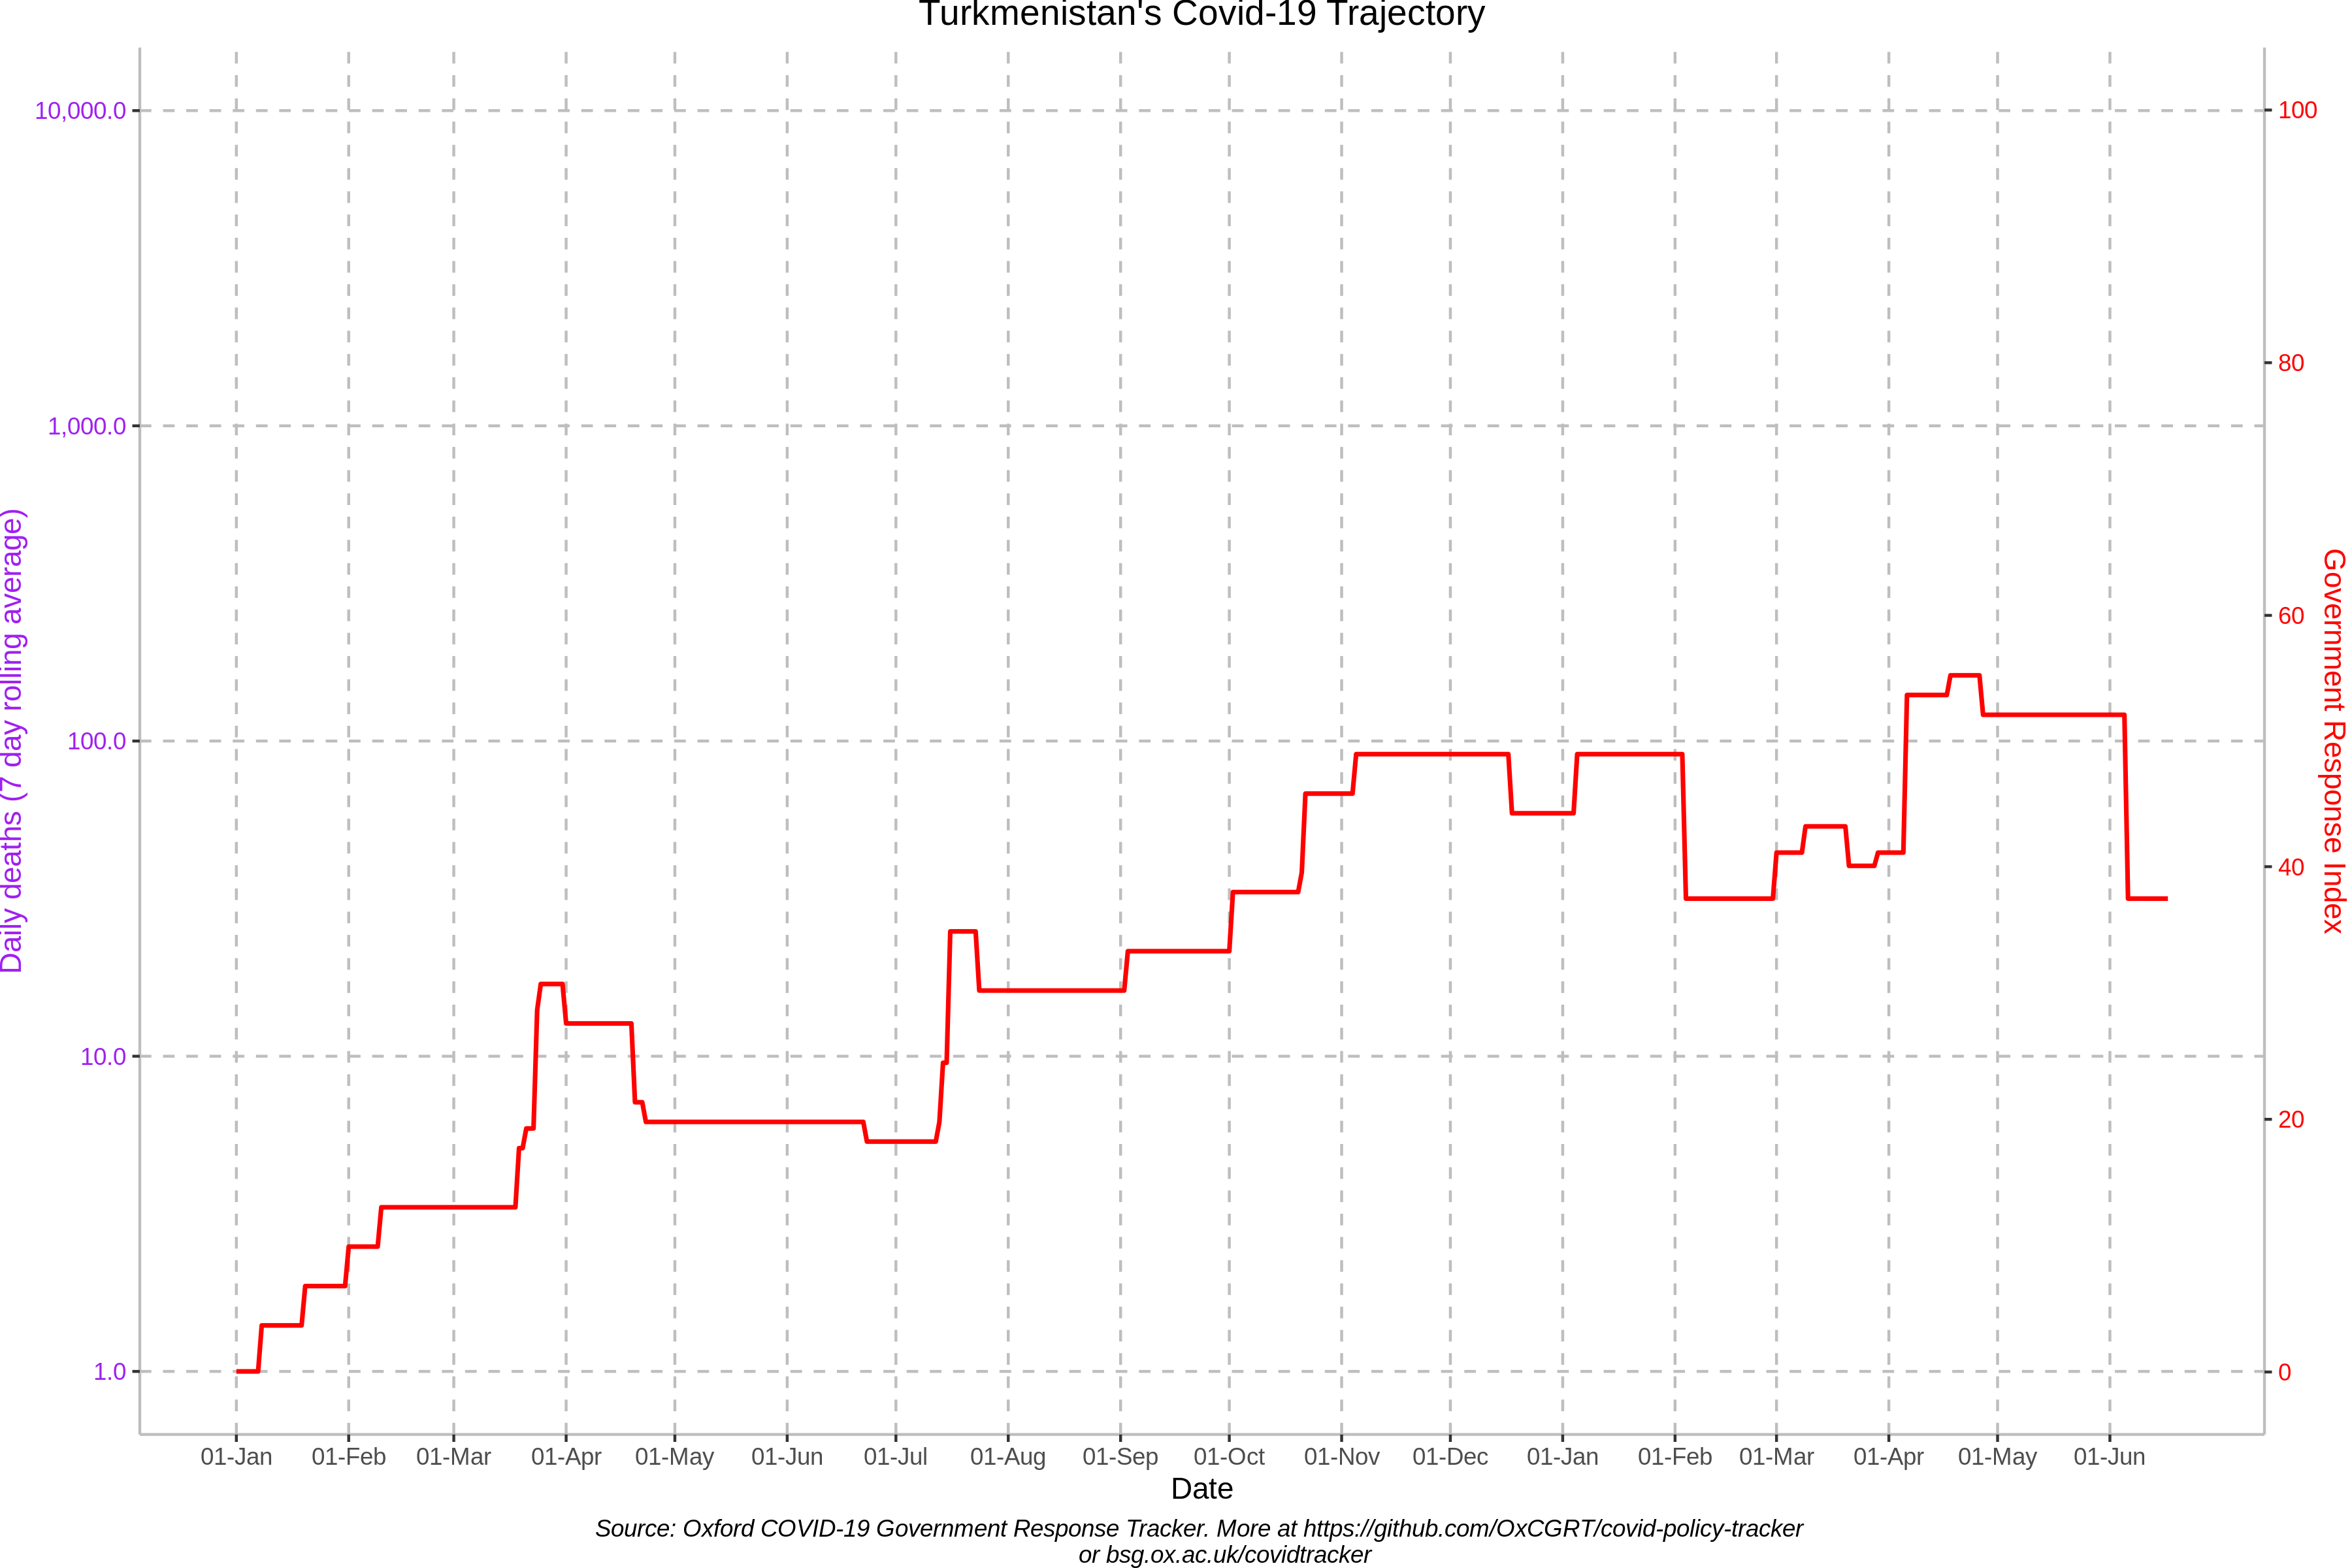 Turkmenistan's Covid-19 Trajectory
10,000.0
1,000.0
100.0
10.0
1.0
Daily deaths (7 day rolling average)
100
80
60
40
20
0
Government Response Index
01-Jan 01-Feb 01-Mar 01-Apr 01-May 01-Jun 01-Jul 01-Aug 01-Sep 01-Oct 01-Nov 01-Dec 01-Jan 01-Feb 01-Mar 01-Apr 01-May 01-Jun
Date
Source: Oxford COVID-19 Government Response Tracker. More at https://github.com/OxCGRT/covid-policy-tracker
or bsg.ox.ac.uk/covidtracker